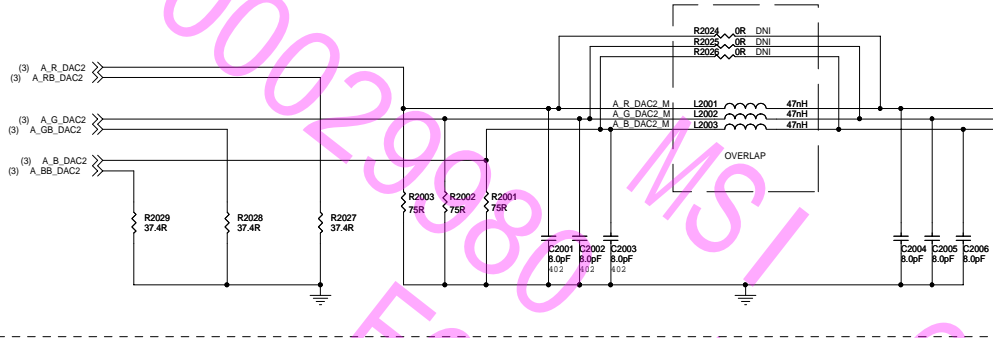 R2024 0R DNI
R2025 0R DNI
R2026 0R DNI
(3) A_R_DAC2
(3) A_RB_DAC2
(3) A_G_DAC2
(3) A_GB_DAC2
(3) A_B_DAC2
(3) A_BB_DAC2
A_R_DAC2_M L2001 47nH
A_G_DAC2_M L2002 47nH
A_B_DAC2_M L2003 47nH
OVERLAP
R2029
37.4R
R2028
37.4R
R2027
37.4R
R2003
75R
R2002
75R
R2001
75R
C2001
8.0pF
402
C2002
8.0pF
402
C2003
8.0pF
402
C2004
8.0pF
C2005
8.0pF
C2006
8.0pF
00029980
MSI